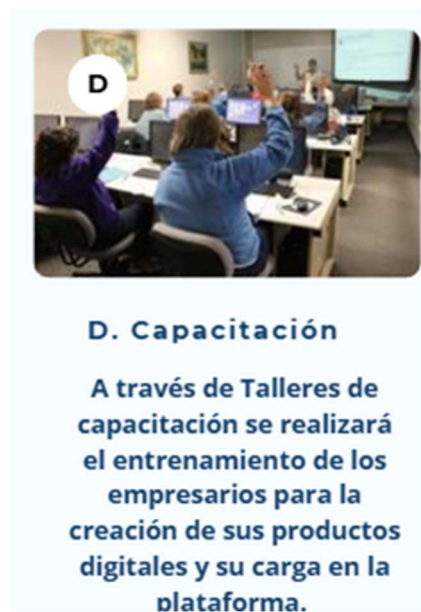 D
D. Capacitación
A través de Talleres de
capacitación se realizará
el entrenamiento de los
empresarios para la
creación de sus productos
digitales y su carga en la
plataforma.